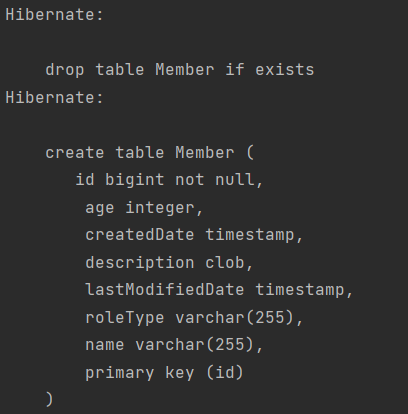 Hibernate:
drop table Member if exists
Hibernate:
create table Member (
id bigint not null,
age integer,
createdDate timestamp,
description clob,
lastModifiedDate timestamp,
roleType varchar(255),
name varchar(255),
primary key (id)
)